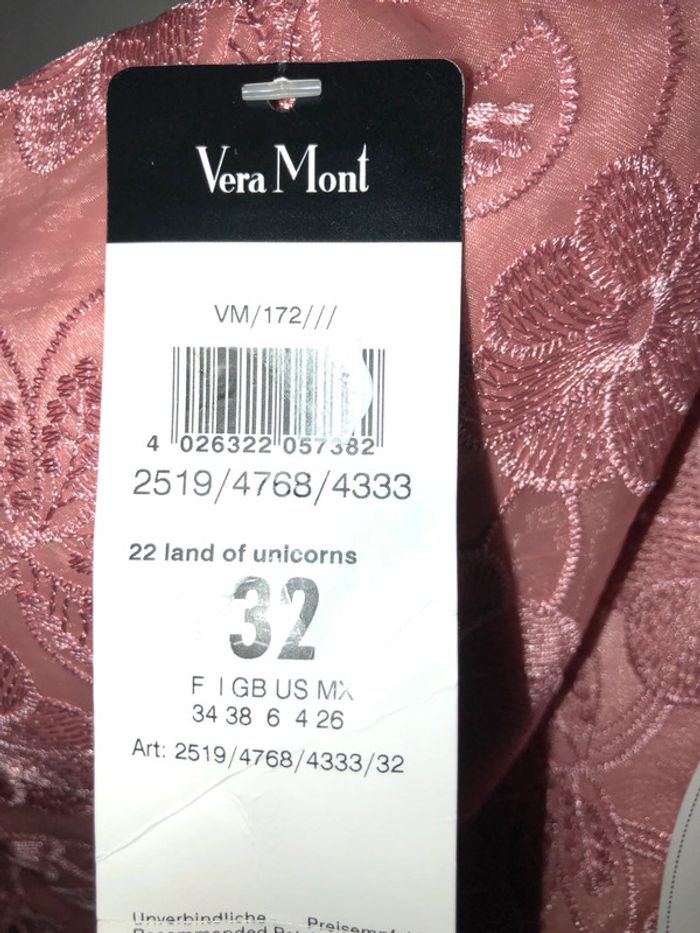 Vera Mont
VM/172///
4 026322 057382
2519/4768/4333
22 land of unicorns
32
F I GB US MX
34 38 6 4 26
Art: 2519/4768/4333/32
Unverbindliche
Recommended